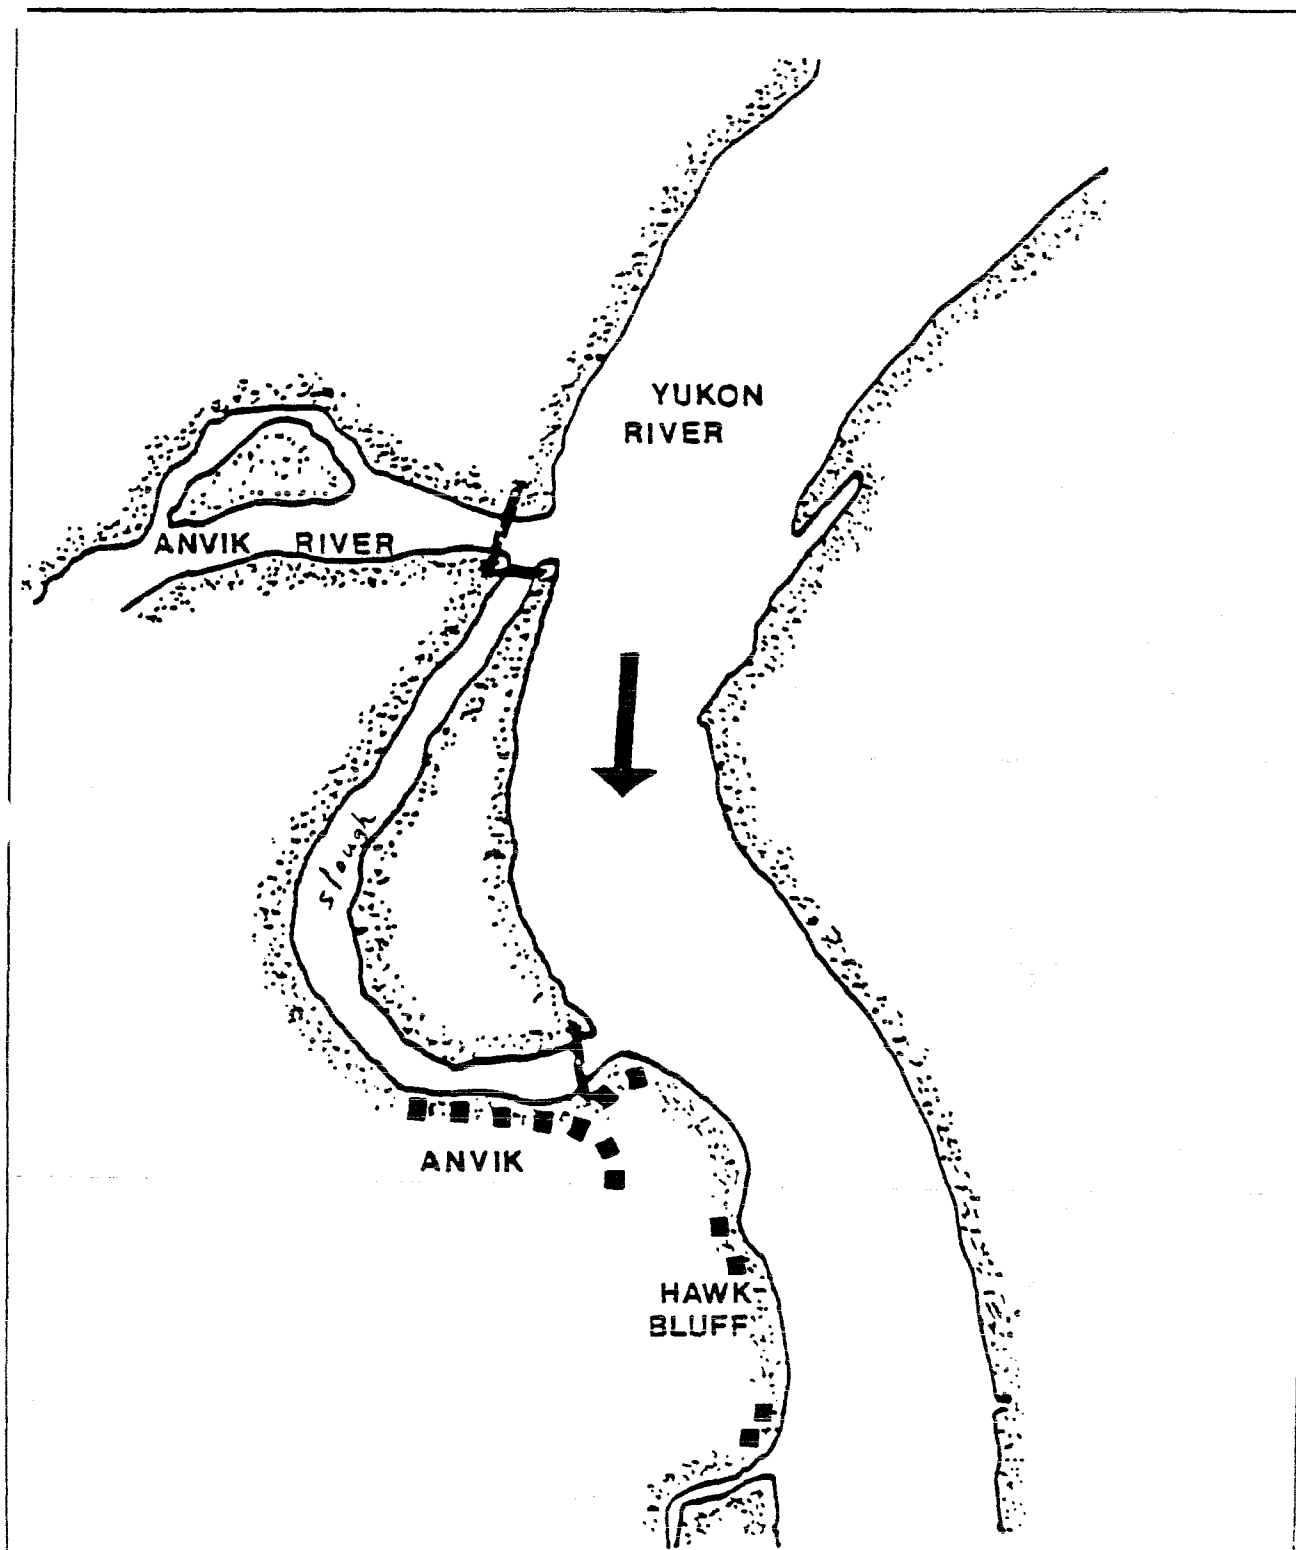 YUKON
RIVER
ANVIK RIVER
slough
ANVIK
HAWK
BLUFF